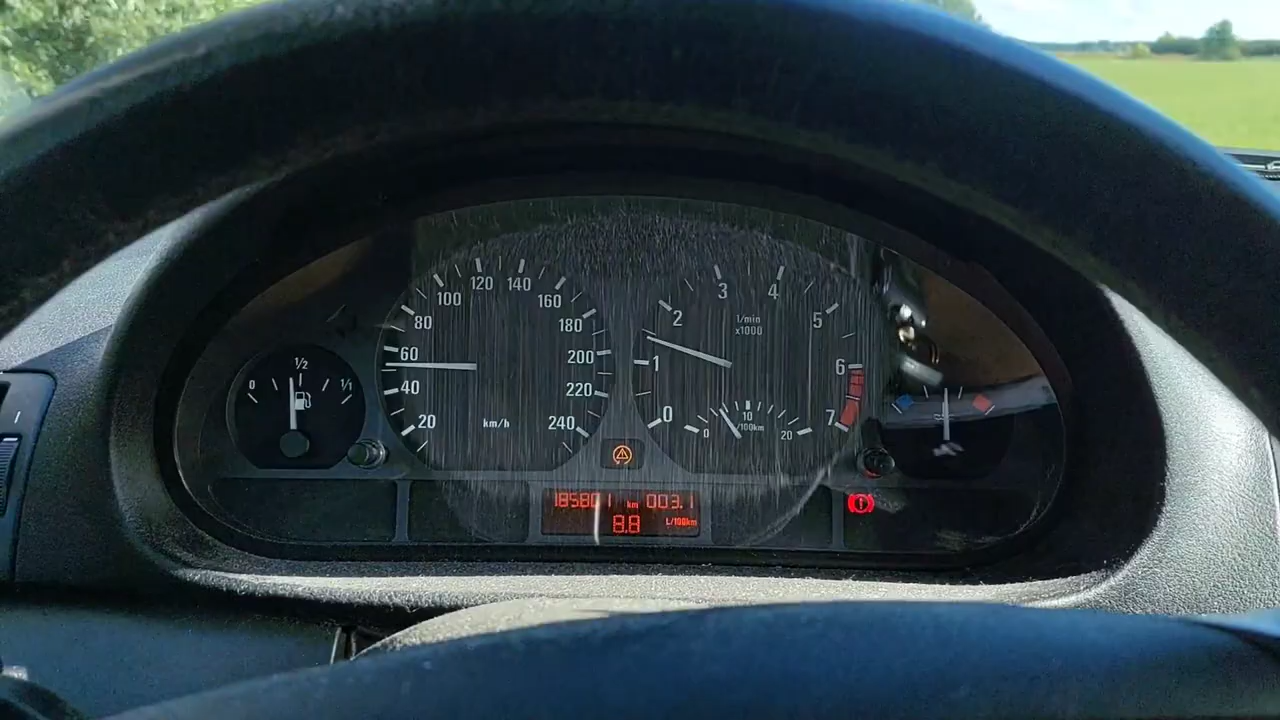 0 1/2 1/1
20 40 60 80 100 120 140 160 180 200 220 240
km/h
0 1 2 3 4 5 6 7
1/min
x1000
0 10 20
/100km
185801 km 003.1
8.8 L/100km
I